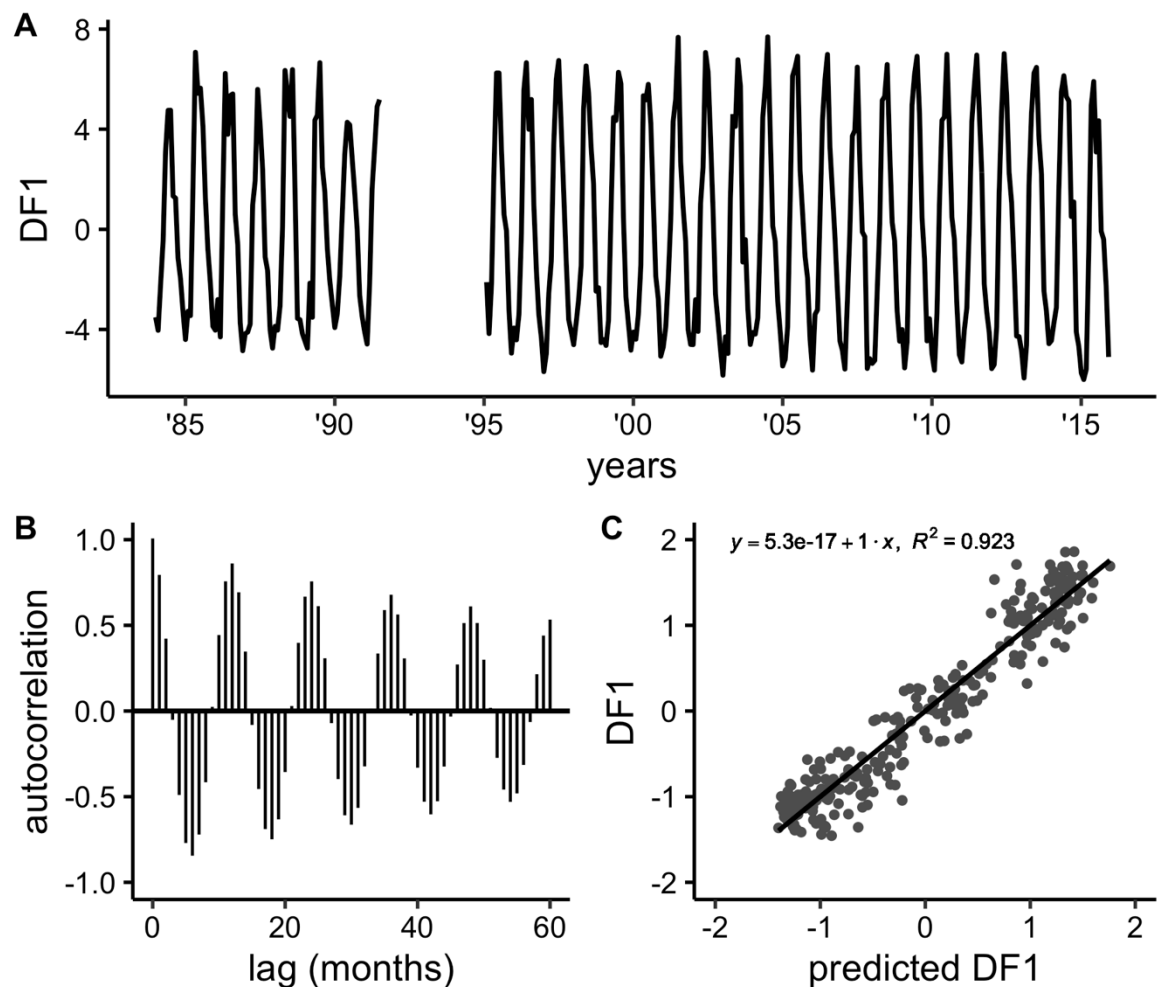 A
8
4
0
-4
DF1
'85 '90 '95 '00 '05 '10 '15
years
B
1.0
0.5
0.0
-0.5
-1.0
autocorrelation
0 20 40 60
lag (months)
C
y = 5.3e-17 + 1 · x, R² = 0.923
2
1
0
-1
-2
DF1
-2 -1 0 1 2
predicted DF1